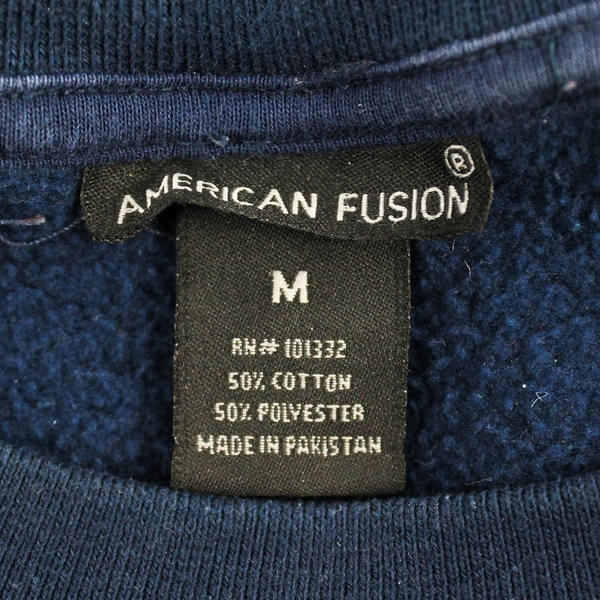 AMERICAN FUSION ®
M
RN# 101332
50% COTTON
50% POLYESTER
MADE IN PAKISTAN